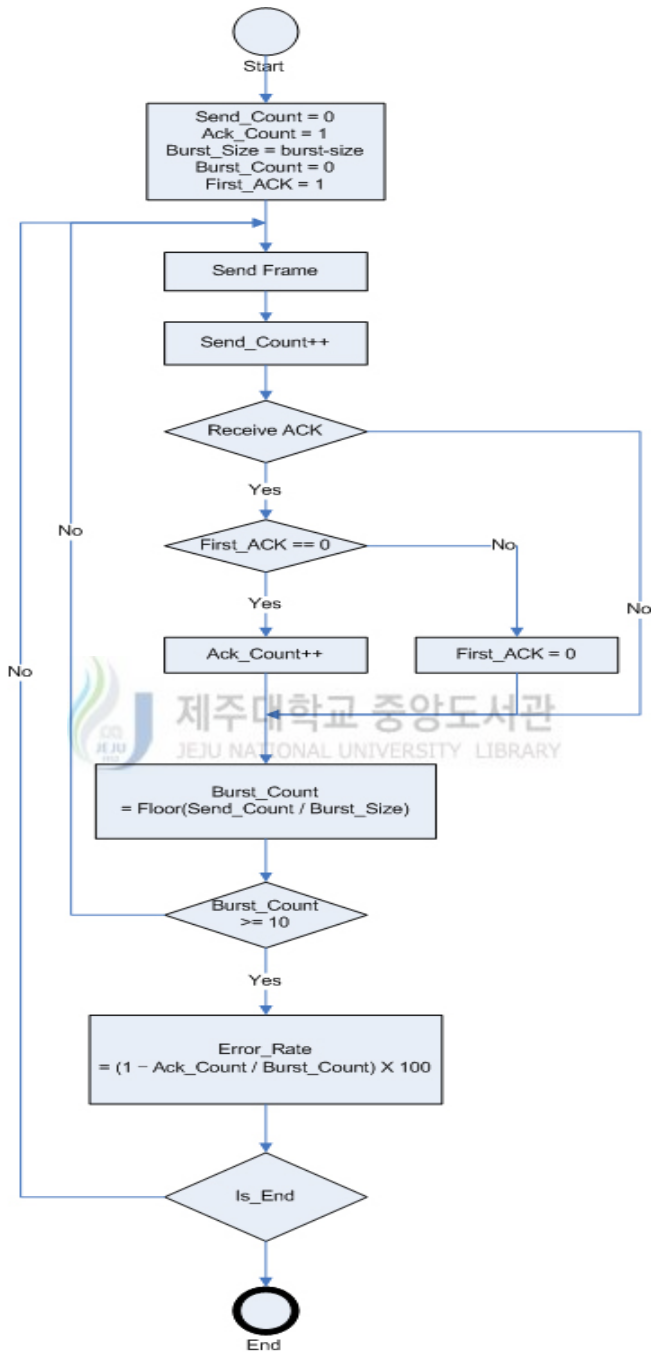 Start
Send_Count = 0
Ack_Count = 1
Burst_Size = burst-size
Burst_Count = 0
First_ACK = 1
Send Frame
Send_Count++
Receive ACK
Yes
No
First_ACK == 0
No
Yes
No
Ack_Count++
First_ACK = 0
No
제주대학교 중앙도서관
JEJU NATIONAL UNIVERSITY LIBRARY
JEJU
1952
Burst_Count
= Floor(Send_Count / Burst_Size)
Burst_Count
>= 10
Yes
Error_Rate
= (1 − Ack_Count / Burst_Count) X 100
Is_End
End